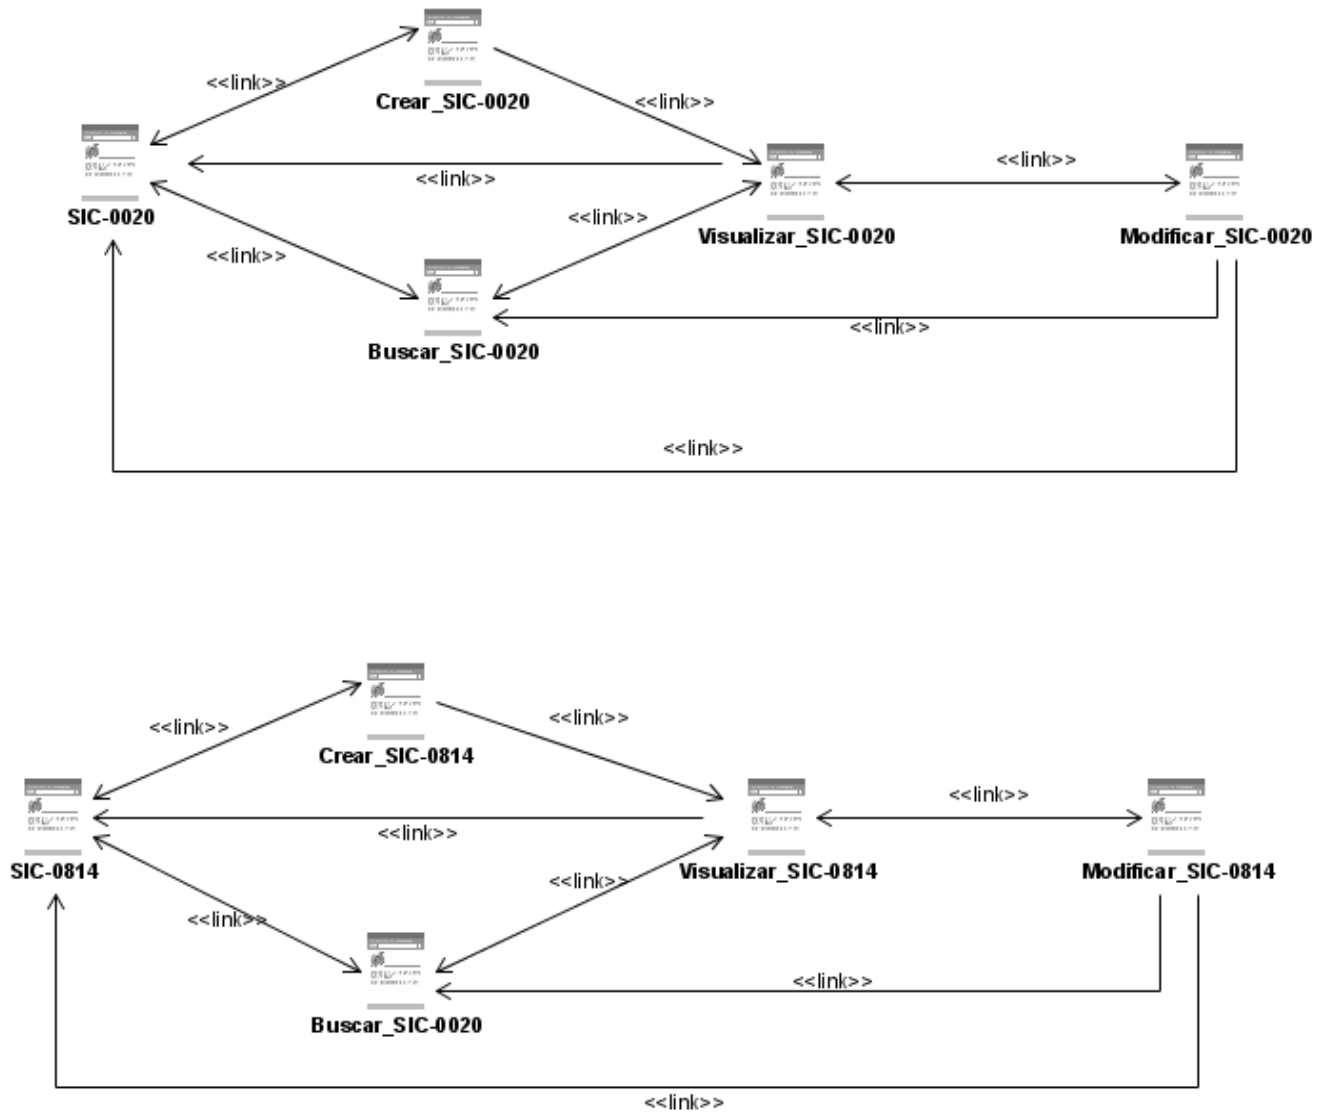 <<link>>
Crear_SIC-0020
<<link>>
<<link>>
<<link>>
SIC-0020
<<link>>
Visualizar_SIC-0020
Modificar_SIC-0020
<<link>>
<<link>>
Buscar_SIC-0020
<<link>>
<<link>>
<<link>>
Crear_SIC-0814
<<link>>
<<link>>
SIC-0814
Visualizar_SIC-0814
Modificar_SIC-0814
<<link>>
<<link>>
<<link>>
Buscar_SIC-0020
<<link>>